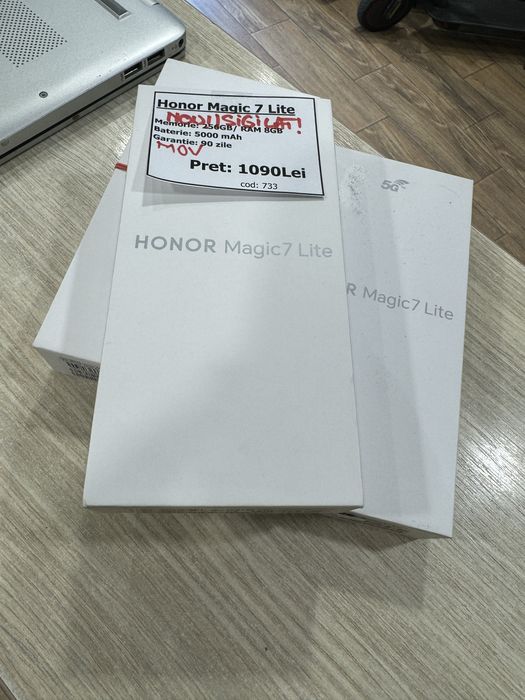 Honor Magic 7 Lite
NOU!SIGILAT!
Memorie: 256GB/ RAM 8GB
Baterie: 5000 mAh
Garantie: 90 zile
MOV
Pret: 1090Lei
cod: 733
HONOR Magic7 Lite
5G
R Magic7 Lite